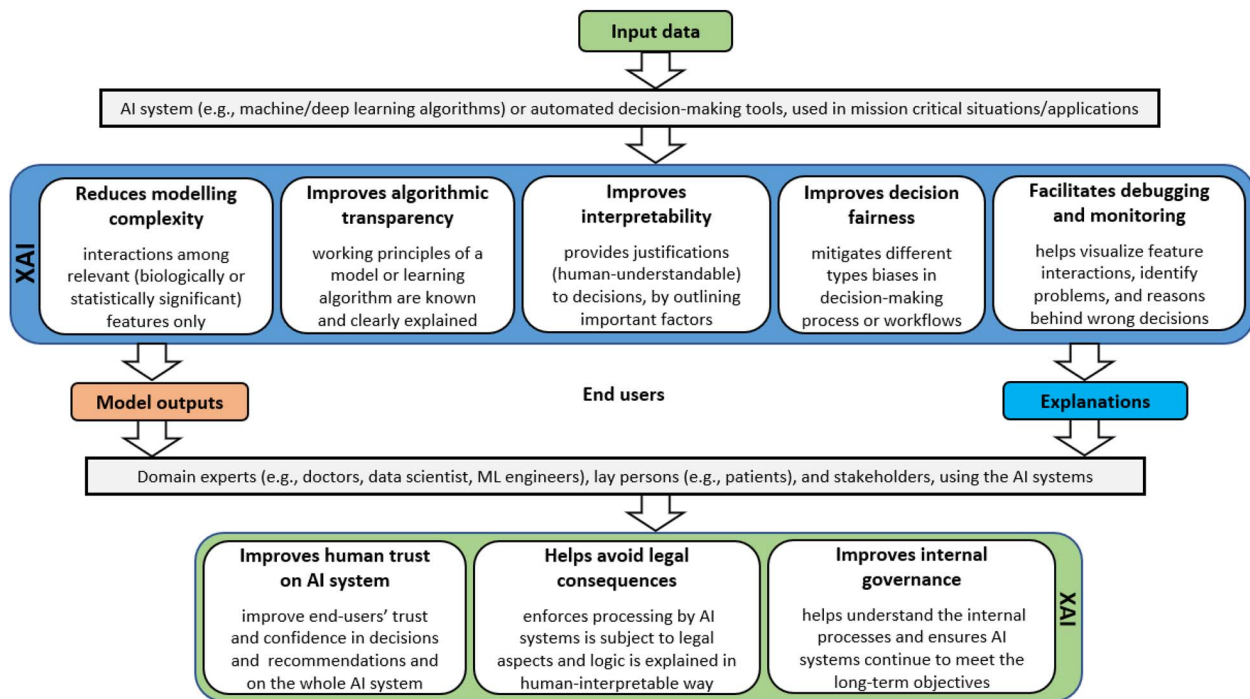 Input data
AI system (e.g., machine/deep learning algorithms) or automated decision-making tools, used in mission critical situations/applications
XAI
Reduces modelling
complexity
interactions among
relevant (biologically or
statistically significant)
features only
Improves algorithmic
transparency
working principles of a
model or learning
algorithm are known
and clearly explained
Improves
interpretability
provides justifications
(human-understandable)
to decisions, by outlining
important factors
Improves decision
fairness
mitigates different
types biases in
decision-making
process or workflows
Facilitates debugging
and monitoring
helps visualize feature
interactions, identify
problems, and reasons
behind wrong decisions
Model outputs
End users
Explanations
Domain experts (e.g., doctors, data scientist, ML engineers), lay persons (e.g., patients), and stakeholders, using the AI systems
Improves human trust
on AI system
improve end-users’ trust
and confidence in decisions
and recommendations and
on the whole AI system
Helps avoid legal
consequences
enforces processing by AI
systems is subject to legal
aspects and logic is explained in
human-interpretable way
Improves internal
governance
helps understand the internal
processes and ensures AI
systems continue to meet the
long-term objectives
XAI